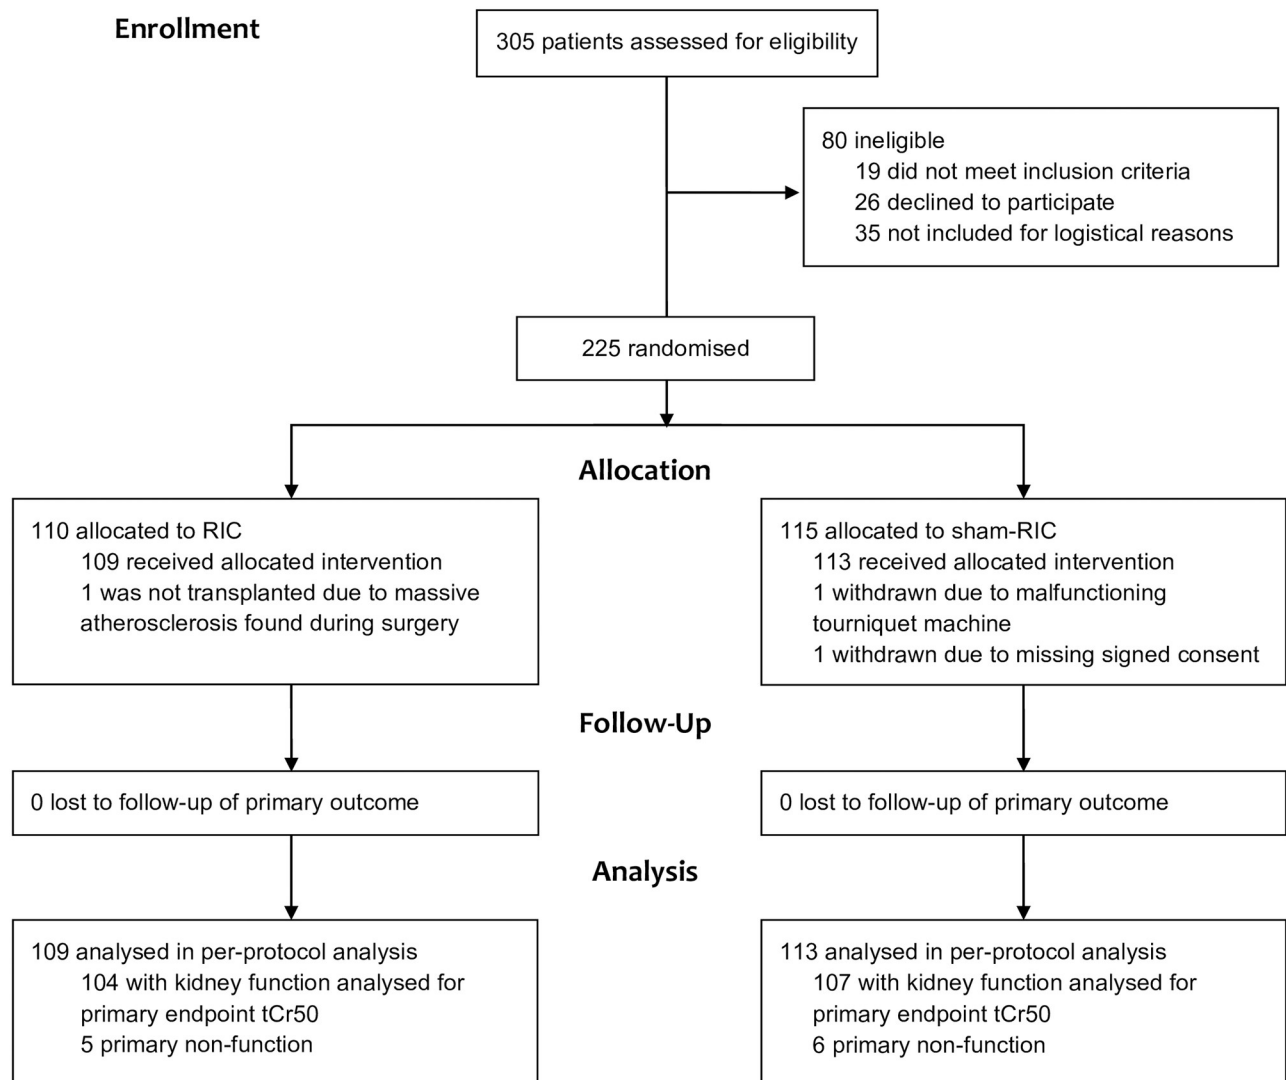 Enrollment
305 patients assessed for eligibility
80 ineligible
19 did not meet inclusion criteria
26 declined to participate
35 not included for logistical reasons
225 randomised
Allocation
110 allocated to RIC
109 received allocated intervention
1 was not transplanted due to massive
atherosclerosis found during surgery
115 allocated to sham-RIC
113 received allocated intervention
1 withdrawn due to malfunctioning
tourniquet machine
1 withdrawn due to missing signed consent
Follow-Up
0 lost to follow-up of primary outcome
0 lost to follow-up of primary outcome
Analysis
109 analysed in per-protocol analysis
104 with kidney function analysed for
primary endpoint tCr50
5 primary non-function
113 analysed in per-protocol analysis
107 with kidney function analysed for
primary endpoint tCr50
6 primary non-function